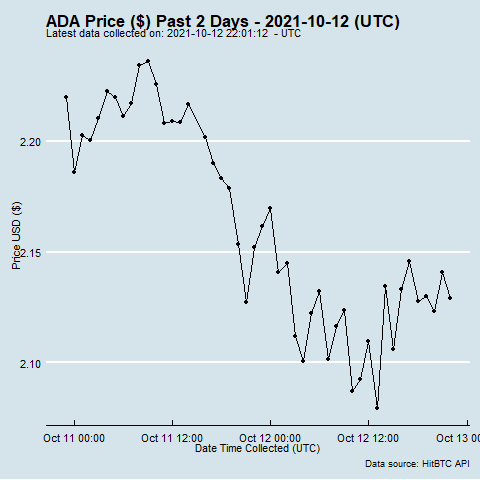 ADA Price ($) Past 2 Days - 2021-10-12 (UTC)
Latest data collected on: 2021-10-12 22:01:12 - UTC
2.20
2.15
2.10
Price USD ($)
Oct 11 00:00
Oct 11 12:00
Oct 12 00:00
Oct 12 12:00
Oct 13 00
Date Time Collected (UTC)
Data source: HitBTC API